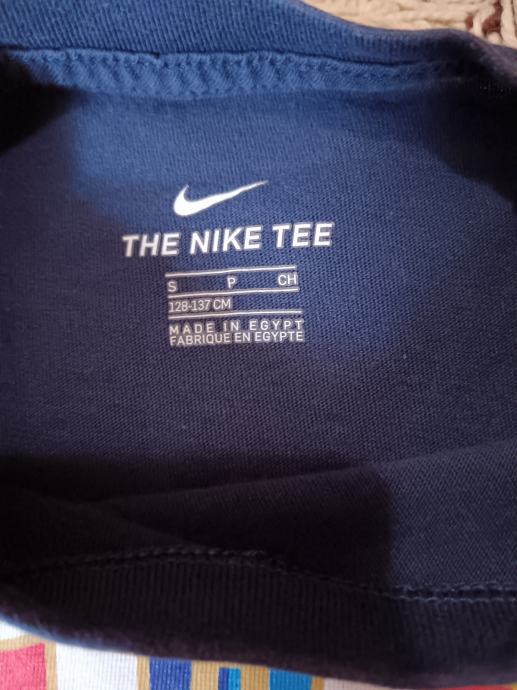 THE NIKE TEE
S P CH
128-137 CM
MADE IN EGYPT
FABRIQUE EN EGYPTE